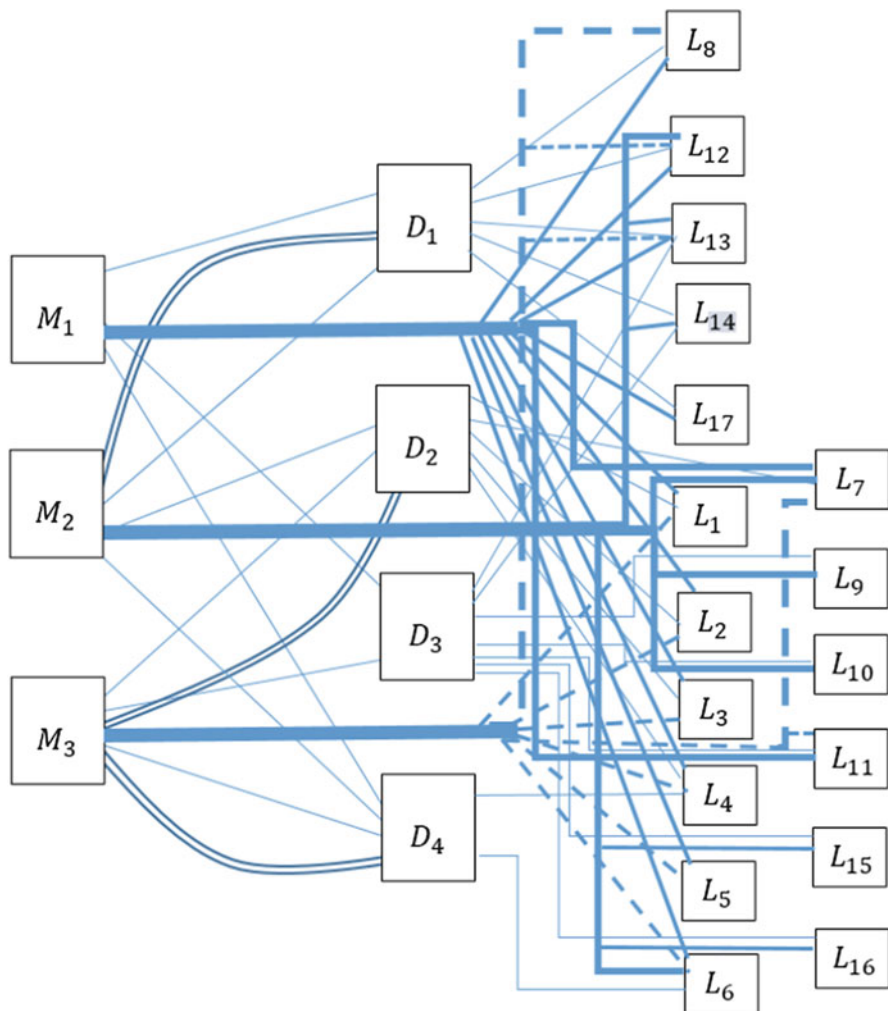 L₈
L₁₂
D₁
L₁₃
M₁
L₁₄
L₁₇
D₂
L₇
M₂
L₁
L₉
D₃
L₂
L₁₀
L₃
M₃
L₁₁
L₄
D₄
L₁₅
L₅
L₁₆
L₆